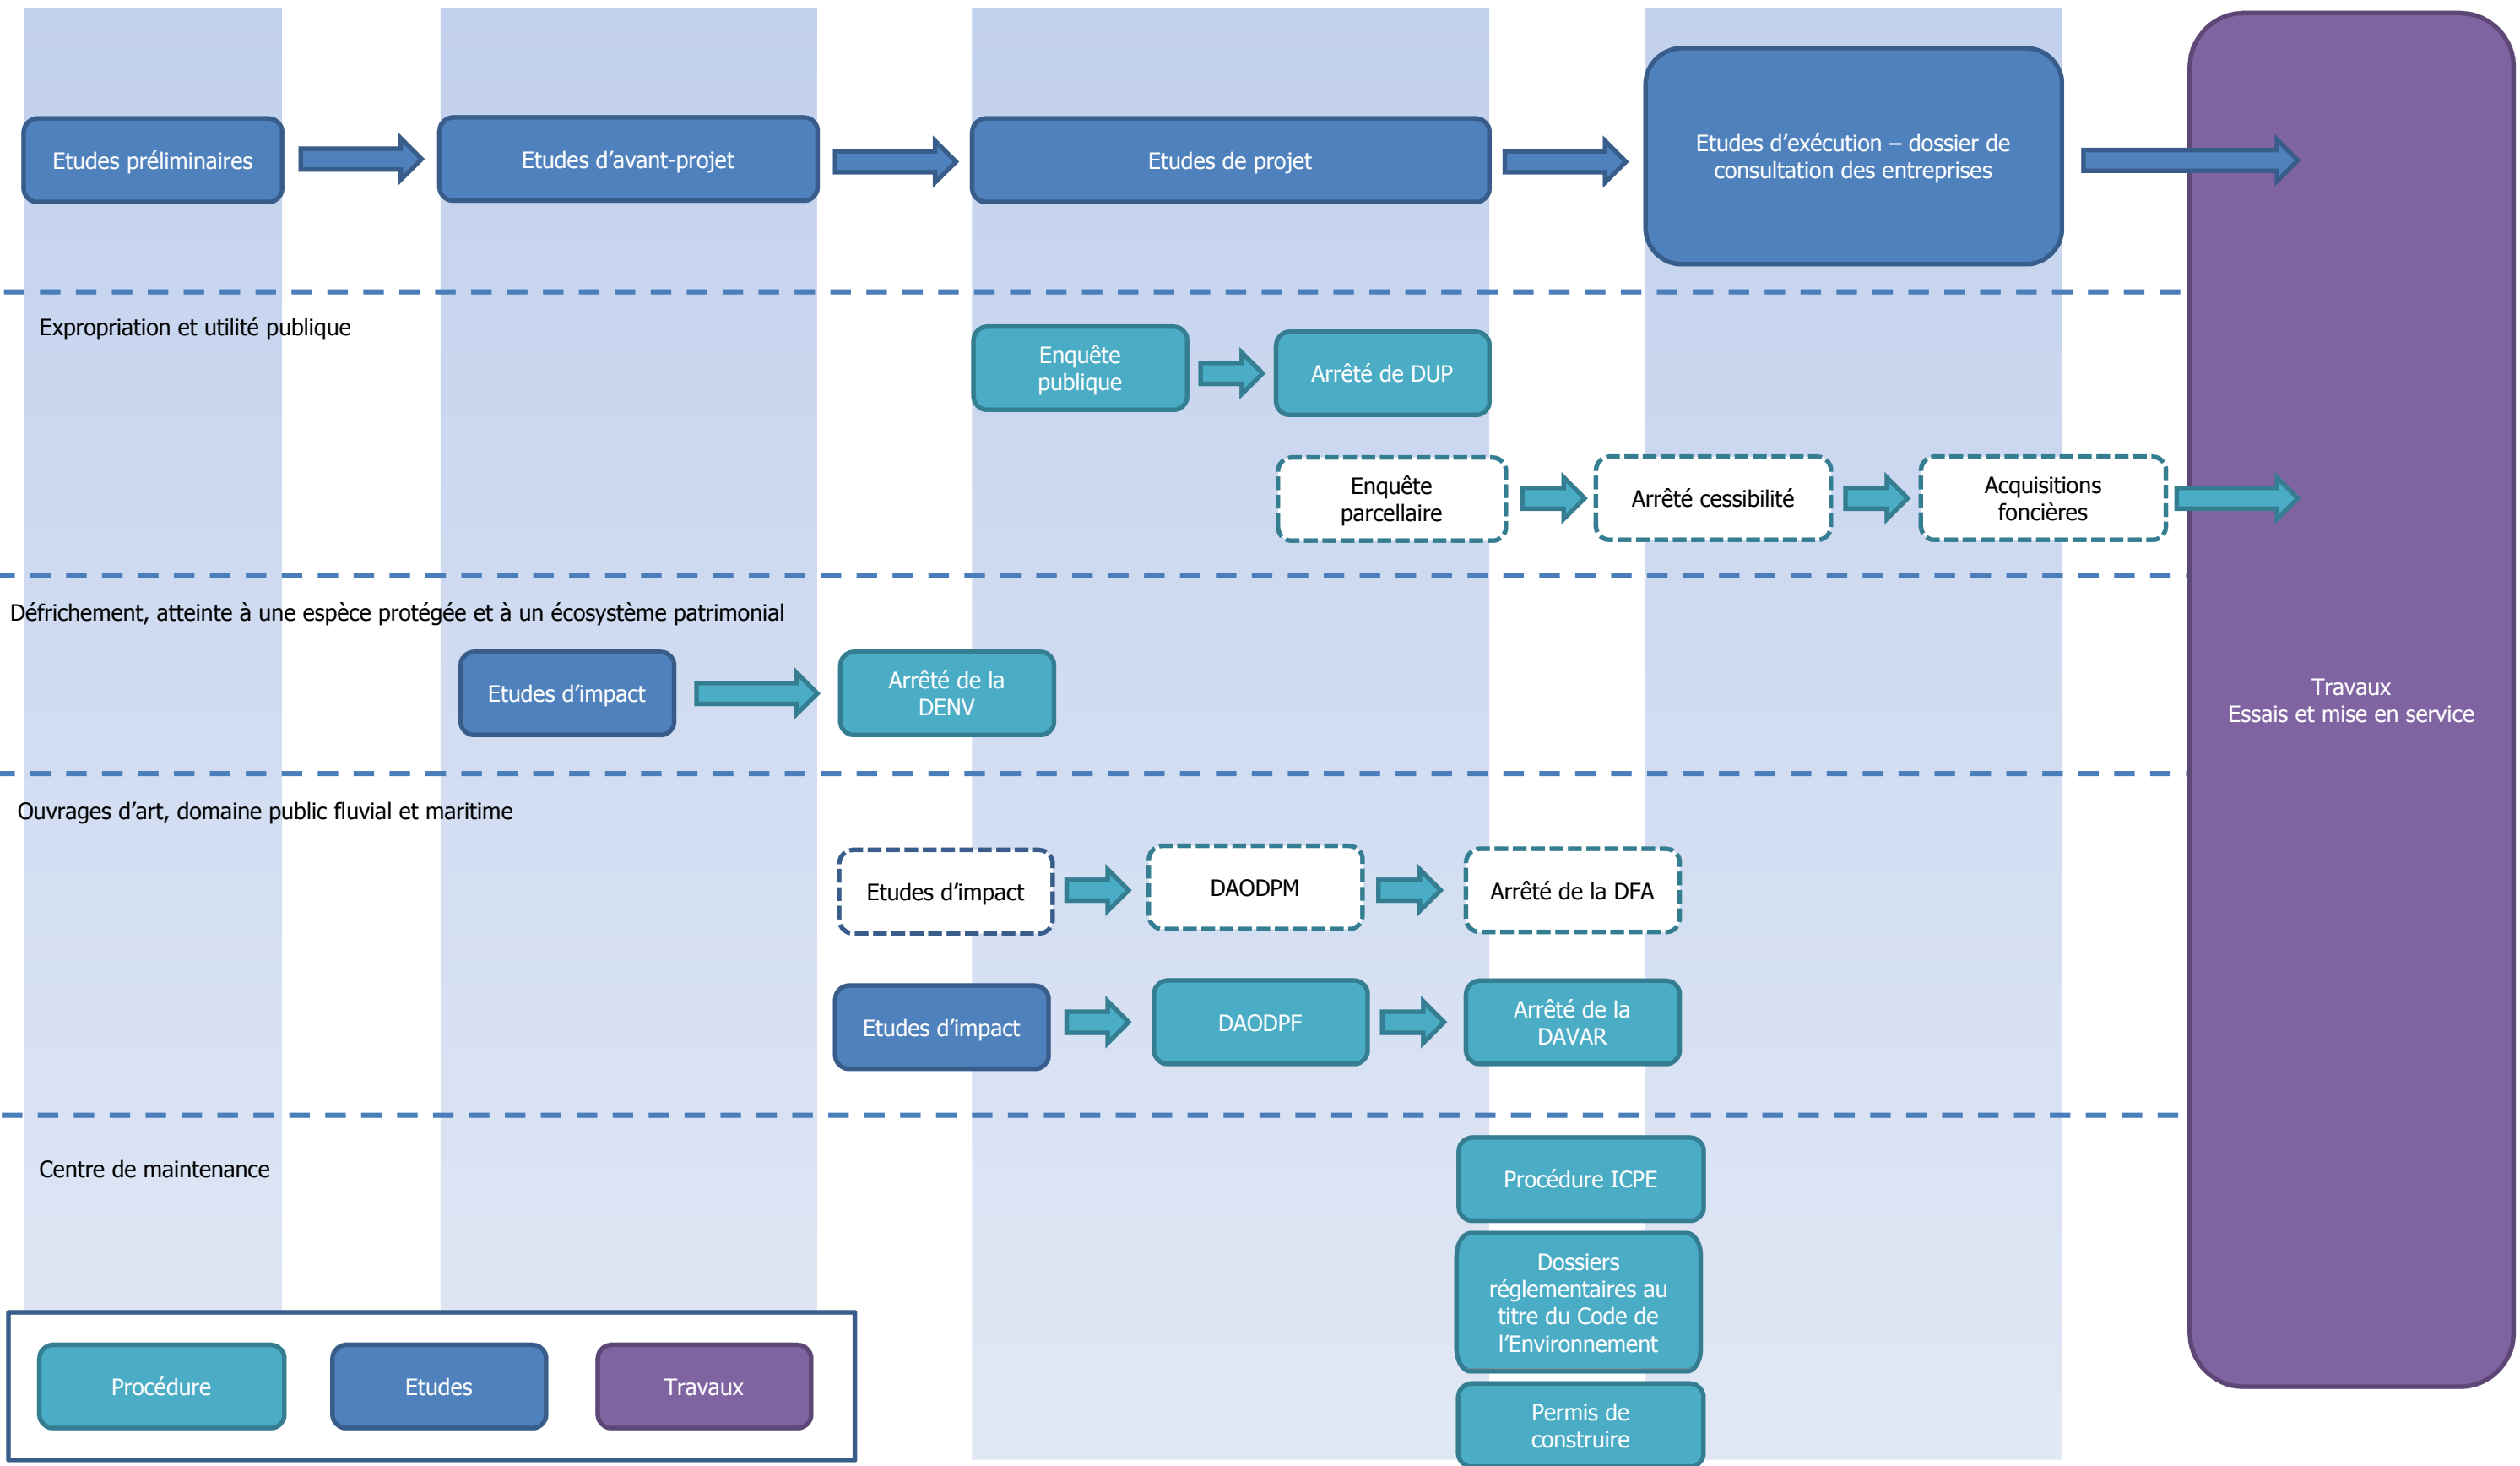 Etudes préliminaires
Etudes d’avant-projet
Etudes de projet
Etudes d’exécution – dossier de
consultation des entreprises
Expropriation et utilité publique
Enquête
publique
Arrêté de DUP
Enquête
parcellaire
Arrêté cessibilité
Acquisitions
foncières
Défrichement, atteinte à une espèce protégée et à un écosystème patrimonial
Etudes d’impact
Arrêté de la
DENV
Travaux
Essais et mise en service
Ouvrages d’art, domaine public fluvial et maritime
Etudes d’impact
DAODPM
Arrêté de la DFA
Etudes d’impact
DAODPF
Arrêté de la
DAVAR
Centre de maintenance
Procédure ICPE
Dossiers
réglementaires au
titre du Code de
l’Environnement
Permis de
construire
Procédure
Etudes
Travaux